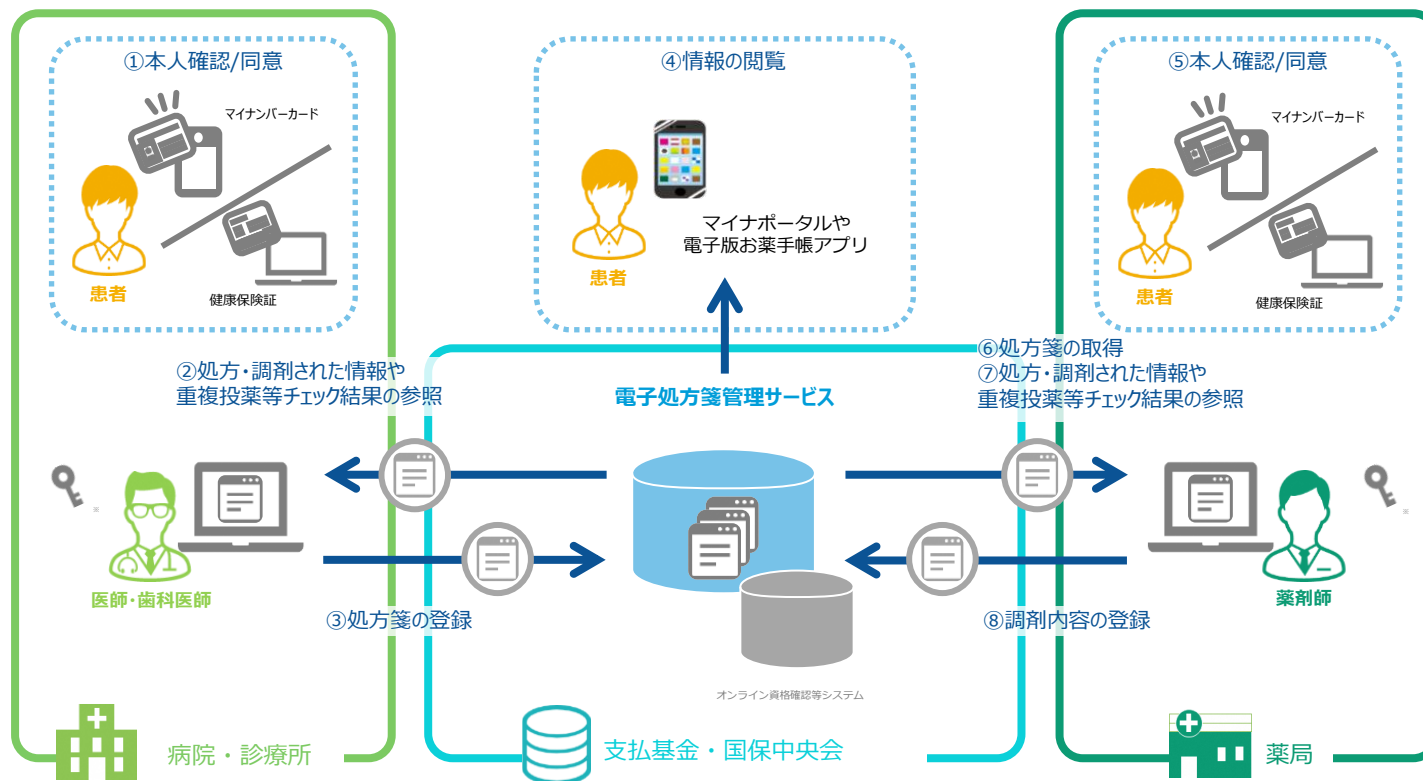 ①本人確認/同意
マイナンバーカード
患者
健康保険証
④情報の閲覧
マイナポータルや
電子版お薬手帳アプリ
患者
⑤本人確認/同意
マイナンバーカード
患者
健康保険証
②処方・調剤された情報や
重複投薬等チェック結果の参照
電子処方箋管理サービス
⑥処方箋の取得
⑦処方・調剤された情報や
重複投薬等チェック結果の参照
※
医師・歯科医師
③処方箋の登録
※
薬剤師
⑧調剤内容の登録
オンライン資格確認等システム
病院・診療所
支払基金・国保中央会
薬局